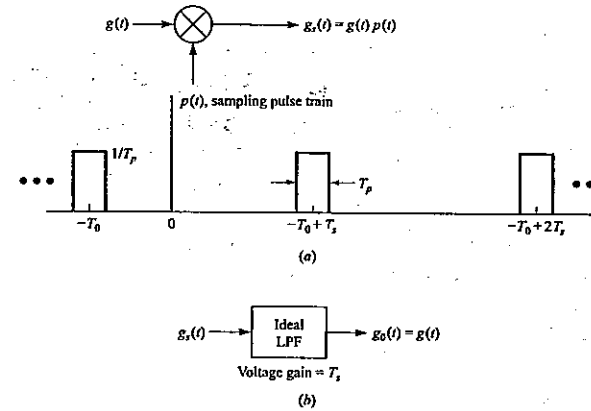 g(t)
g_s(t) = g(t) p(t)
p(t), sampling pulse train
1/T_p
T_p
−T_0
0
−T_0 + T_s
−T_0 + 2T_s
(a)
g_s(t)
Ideal
LPF
g_0(t) = g(t)
Voltage gain = T_s
(b)